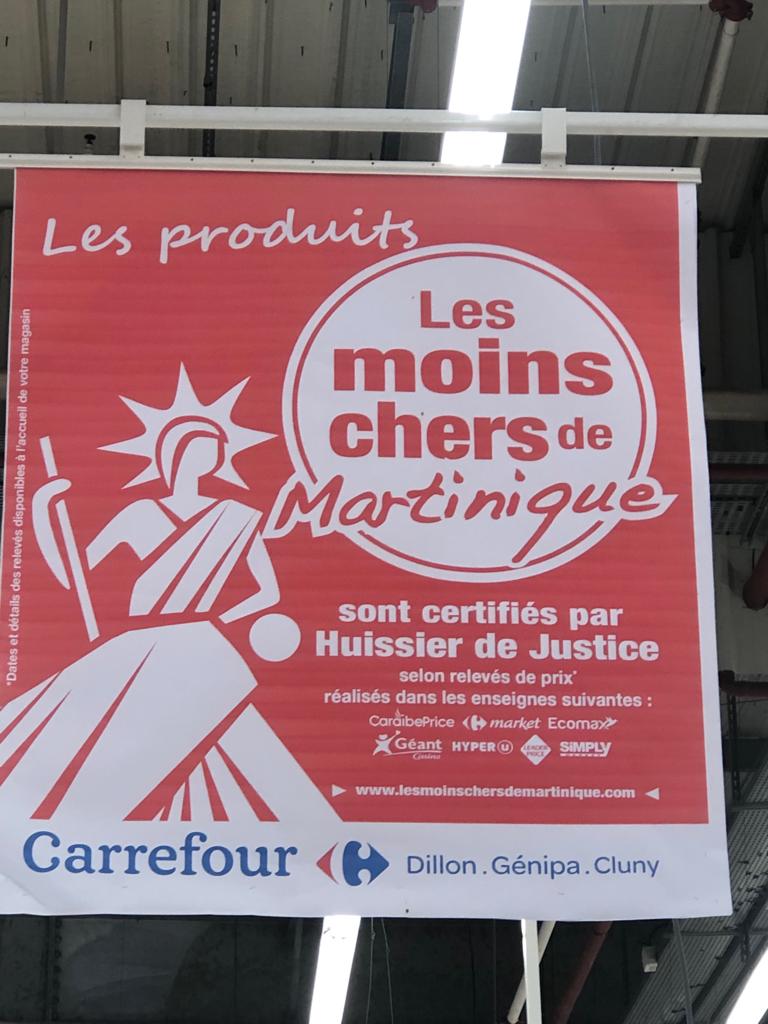 Les produits
Les
moins
chers de
Martinique
sont certifiés par
Huissier de Justice
selon relevés de prix*
réalisés dans les enseignes suivantes :
CaraïbePrice market Ecomax
Géant Casino HYPER U LEADER PRICE SIMPLY
www.lesmoinschersdemartinique.com
*Dates et détails des relevés disponibles à l'accueil de votre magasin
Carrefour Dillon . Génipa . Cluny